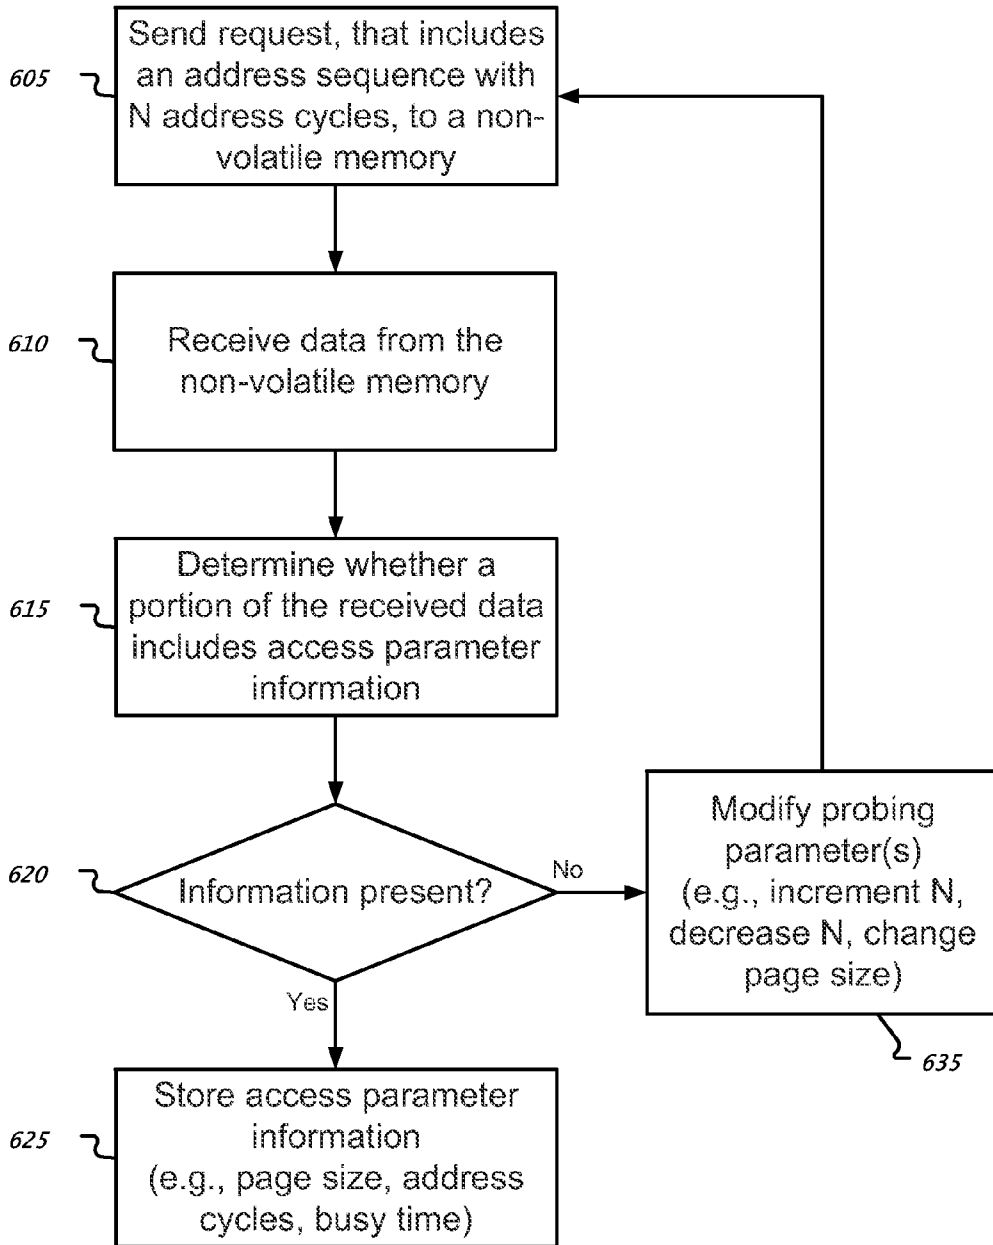 605
Send request, that includes
an address sequence with
N address cycles, to a non-
volatile memory
610
Receive data from the
non-volatile memory
615
Determine whether a
portion of the received data
includes access parameter
information
620
Information present?
No
Yes
Modify probing
parameter(s)
(e.g., increment N,
decrease N, change
page size)
635
625
Store access parameter
information
(e.g., page size, address
cycles, busy time)